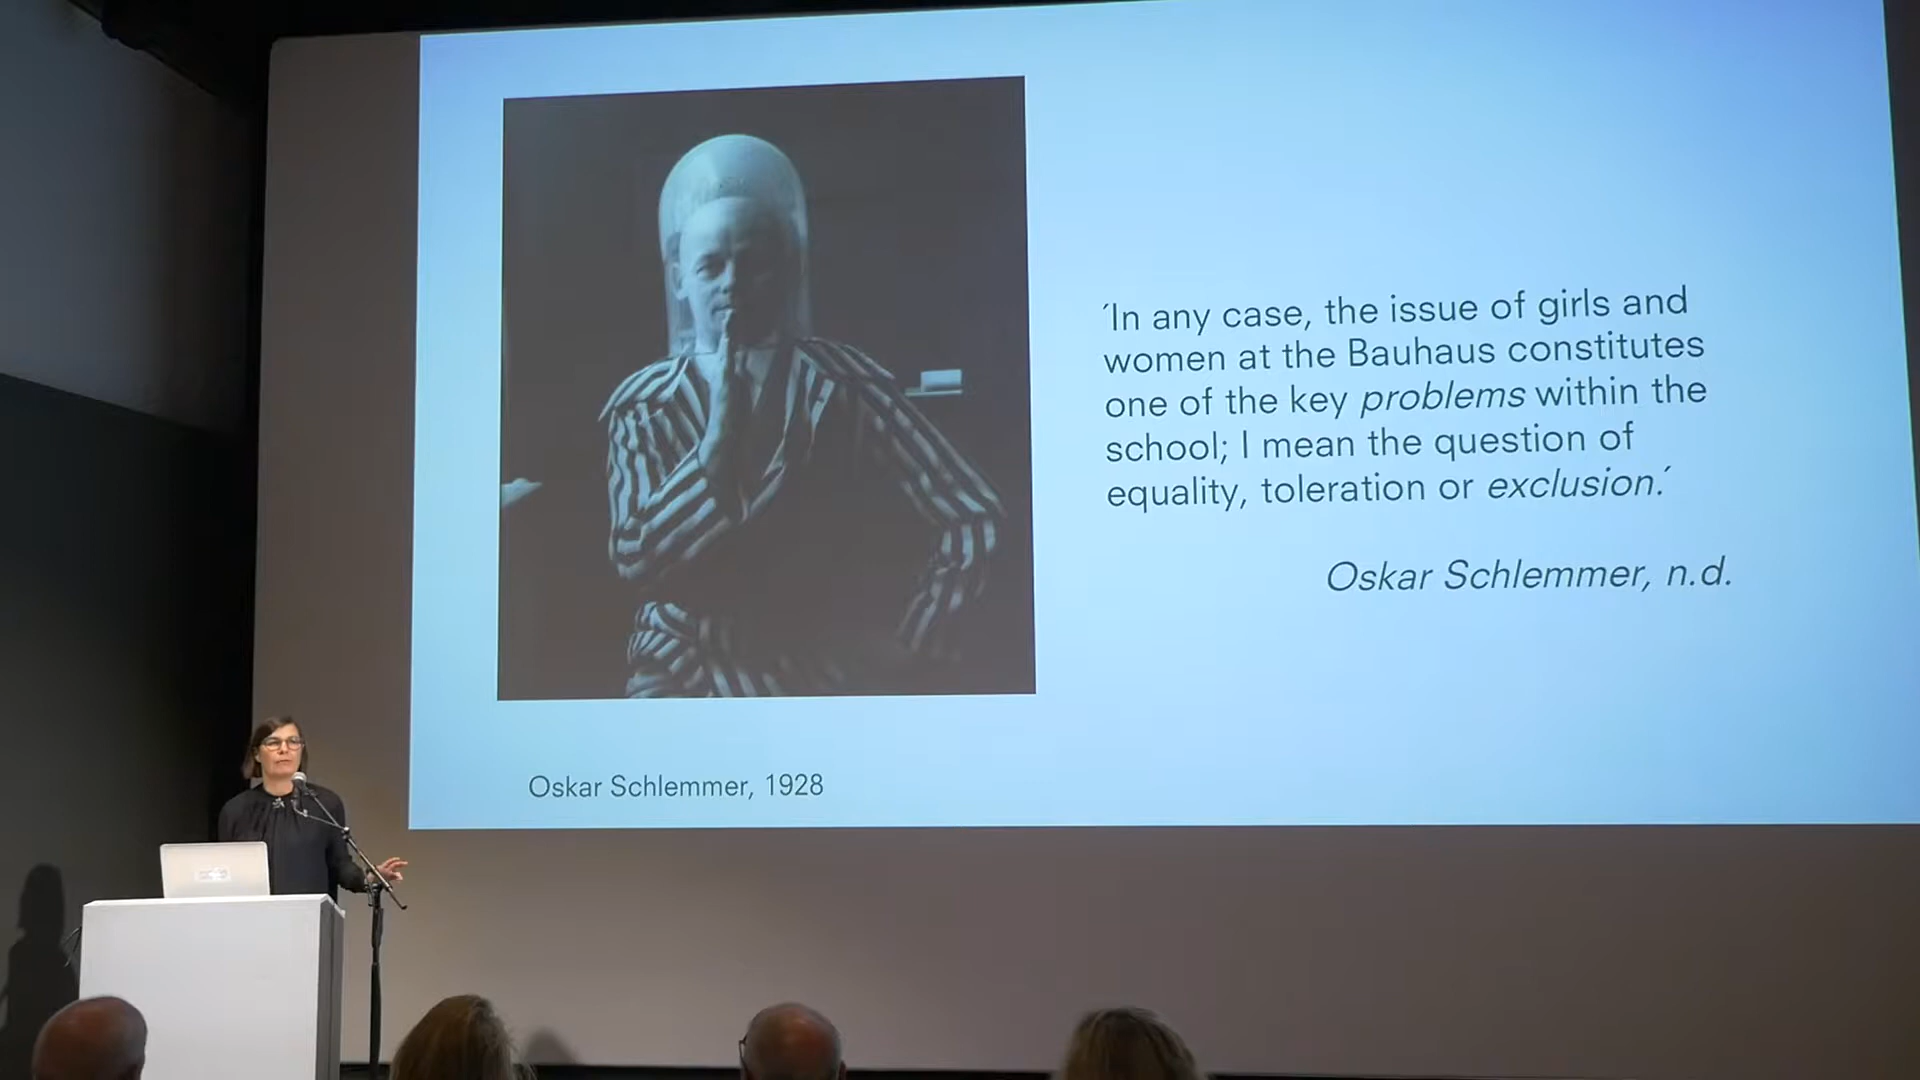 ´In any case, the issue of girls and
women at the Bauhaus constitutes
one of the key problems within the
school; I mean the question of
equality, toleration or exclusion.´
Oskar Schlemmer, n.d.
Oskar Schlemmer, 1928